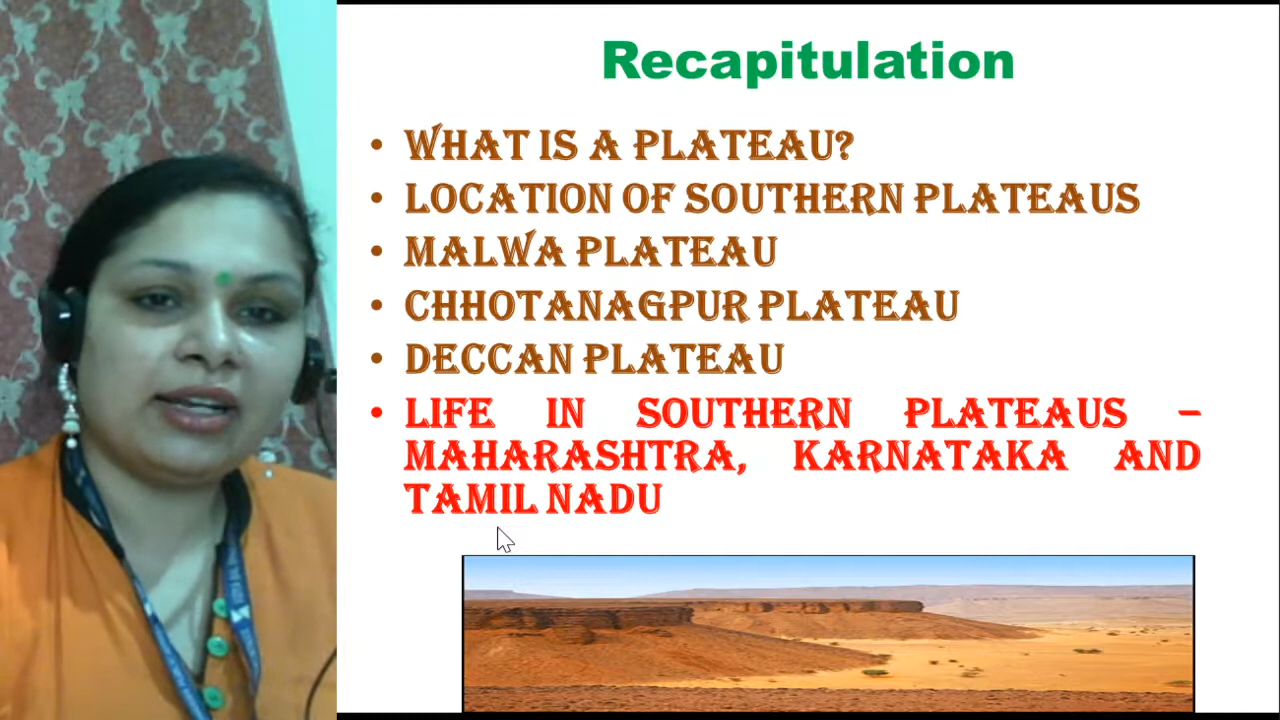 Recapitulation
• WHAT IS A PLATEAU?
• LOCATION OF SOUTHERN PLATEAUS
• MALWA PLATEAU
• CHHOTANAGPUR PLATEAU
• DECCAN PLATEAU
• LIFE IN SOUTHERN PLATEAUS –
MAHARASHTRA, KARNATAKA AND
TAMIL NADU